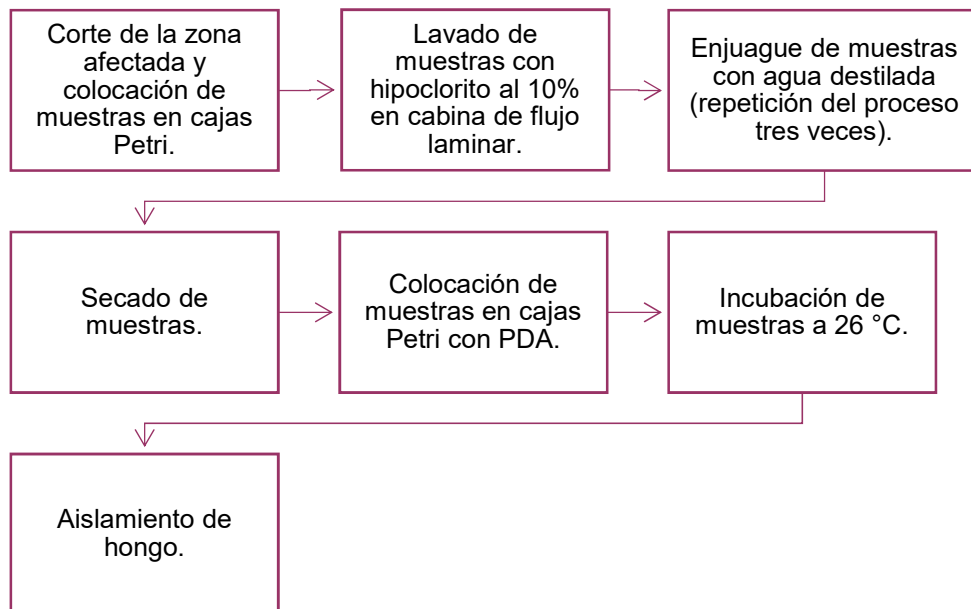 Corte de la zona
afectada y
colocación de
muestras en cajas
Petri.
Lavado de
muestras con
hipoclorito al 10%
en cabina de flujo
laminar.
Enjuague de muestras
con agua destilada
(repetición del proceso
tres veces).
Secado de
muestras.
Colocación de
muestras en cajas
Petri con PDA.
Incubación de
muestras a 26 °C.
Aislamiento de
hongo.